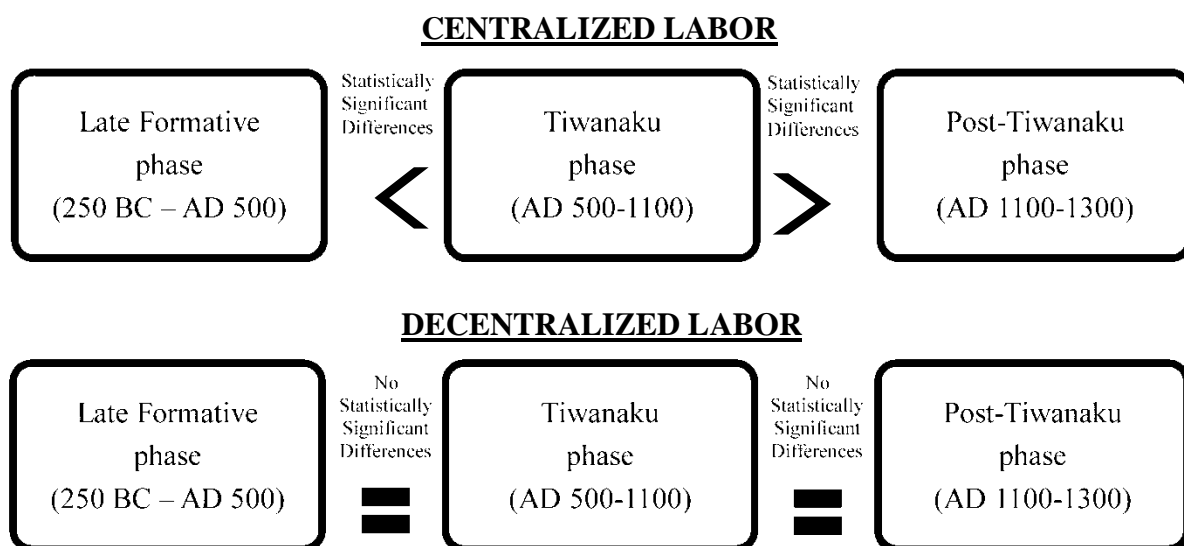 CENTRALIZED LABOR
Late Formative
phase
(250 BC – AD 500)
Statistically
Significant
Differences
<
Tiwanaku
phase
(AD 500-1100)
Statistically
Significant
Differences
>
Post-Tiwanaku
phase
(AD 1100-1300)
DECENTRALIZED LABOR
Late Formative
phase
(250 BC – AD 500)
No
Statistically
Significant
Differences
=
Tiwanaku
phase
(AD 500-1100)
No
Statistically
Significant
Differences
=
Post-Tiwanaku
phase
(AD 1100-1300)